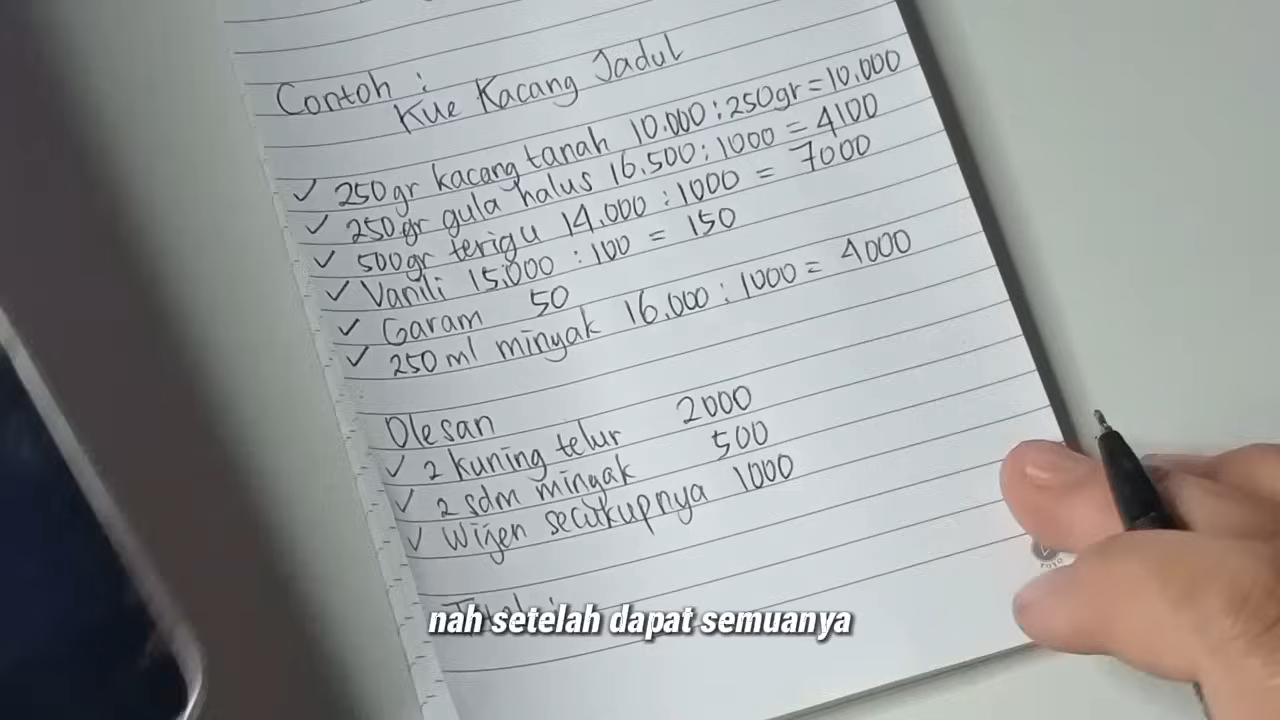 Contoh :
Kue Kacang Jadul
✓ 250gr kacang tanah 10.000 : 250gr = 10.000
✓ 250gr gula halus 16.500 : 1000 = 4100
✓ 500gr terigu 14.000 : 1000 = 7000
✓ Vanili 15.000 : 100 = 150
✓ Garam 50
✓ 250 ml minyak 16.000 : 1000 = 4000
Olesan
✓ 2 kuning telur 2000
✓ 2 sdm minyak 500
✓ Wijen secukupnya 1000
nah setelah dapat semuanya